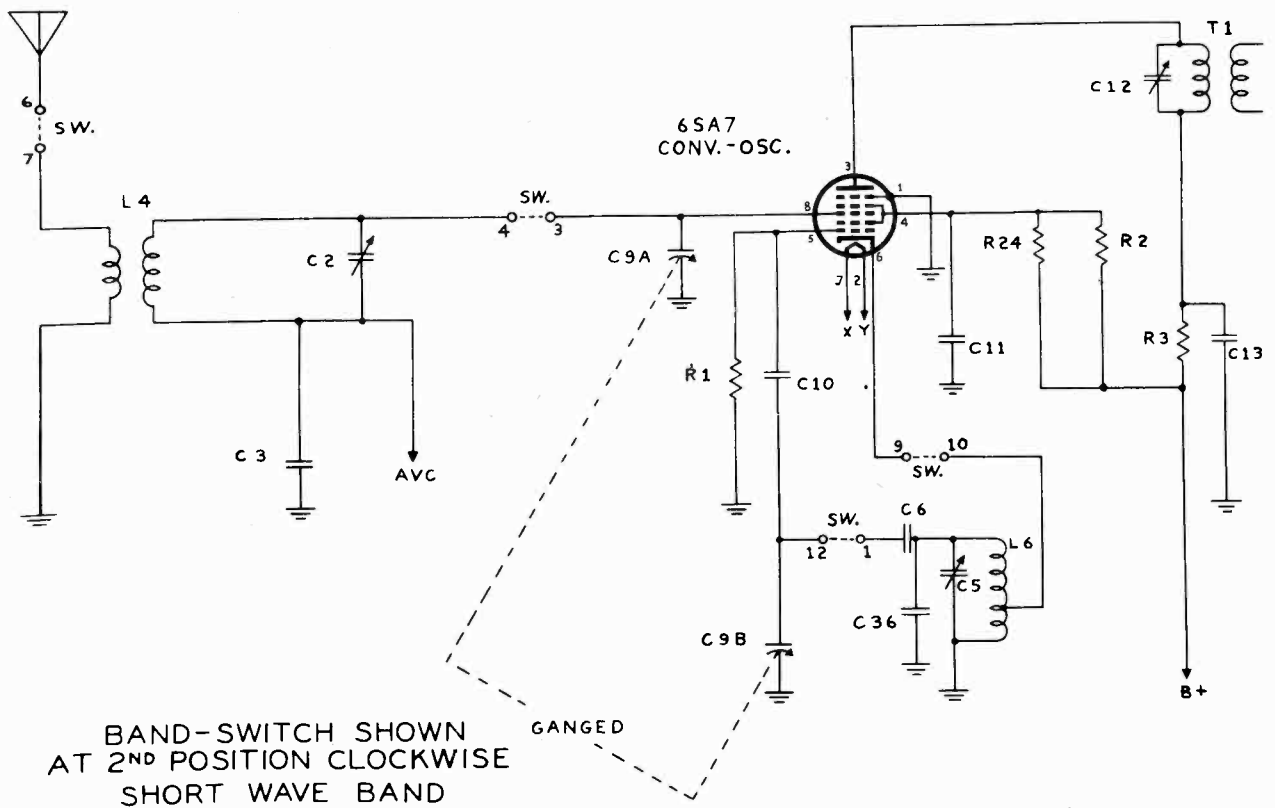 T1
C12
6
SW.
7
6SA7
CONV.-OSC.
3
1
L4
SW.
4 3
8
4
5
6
C2
C9A
R24
R2
7 2
X Y
C11
R3
C13
R1
C10
C3
AVC
9 10
SW.
C6
SW.
12 1
L6
C5
C36
C9B
B+
GANGED
BAND-SWITCH SHOWN
AT 2ND POSITION CLOCKWISE
SHORT WAVE BAND